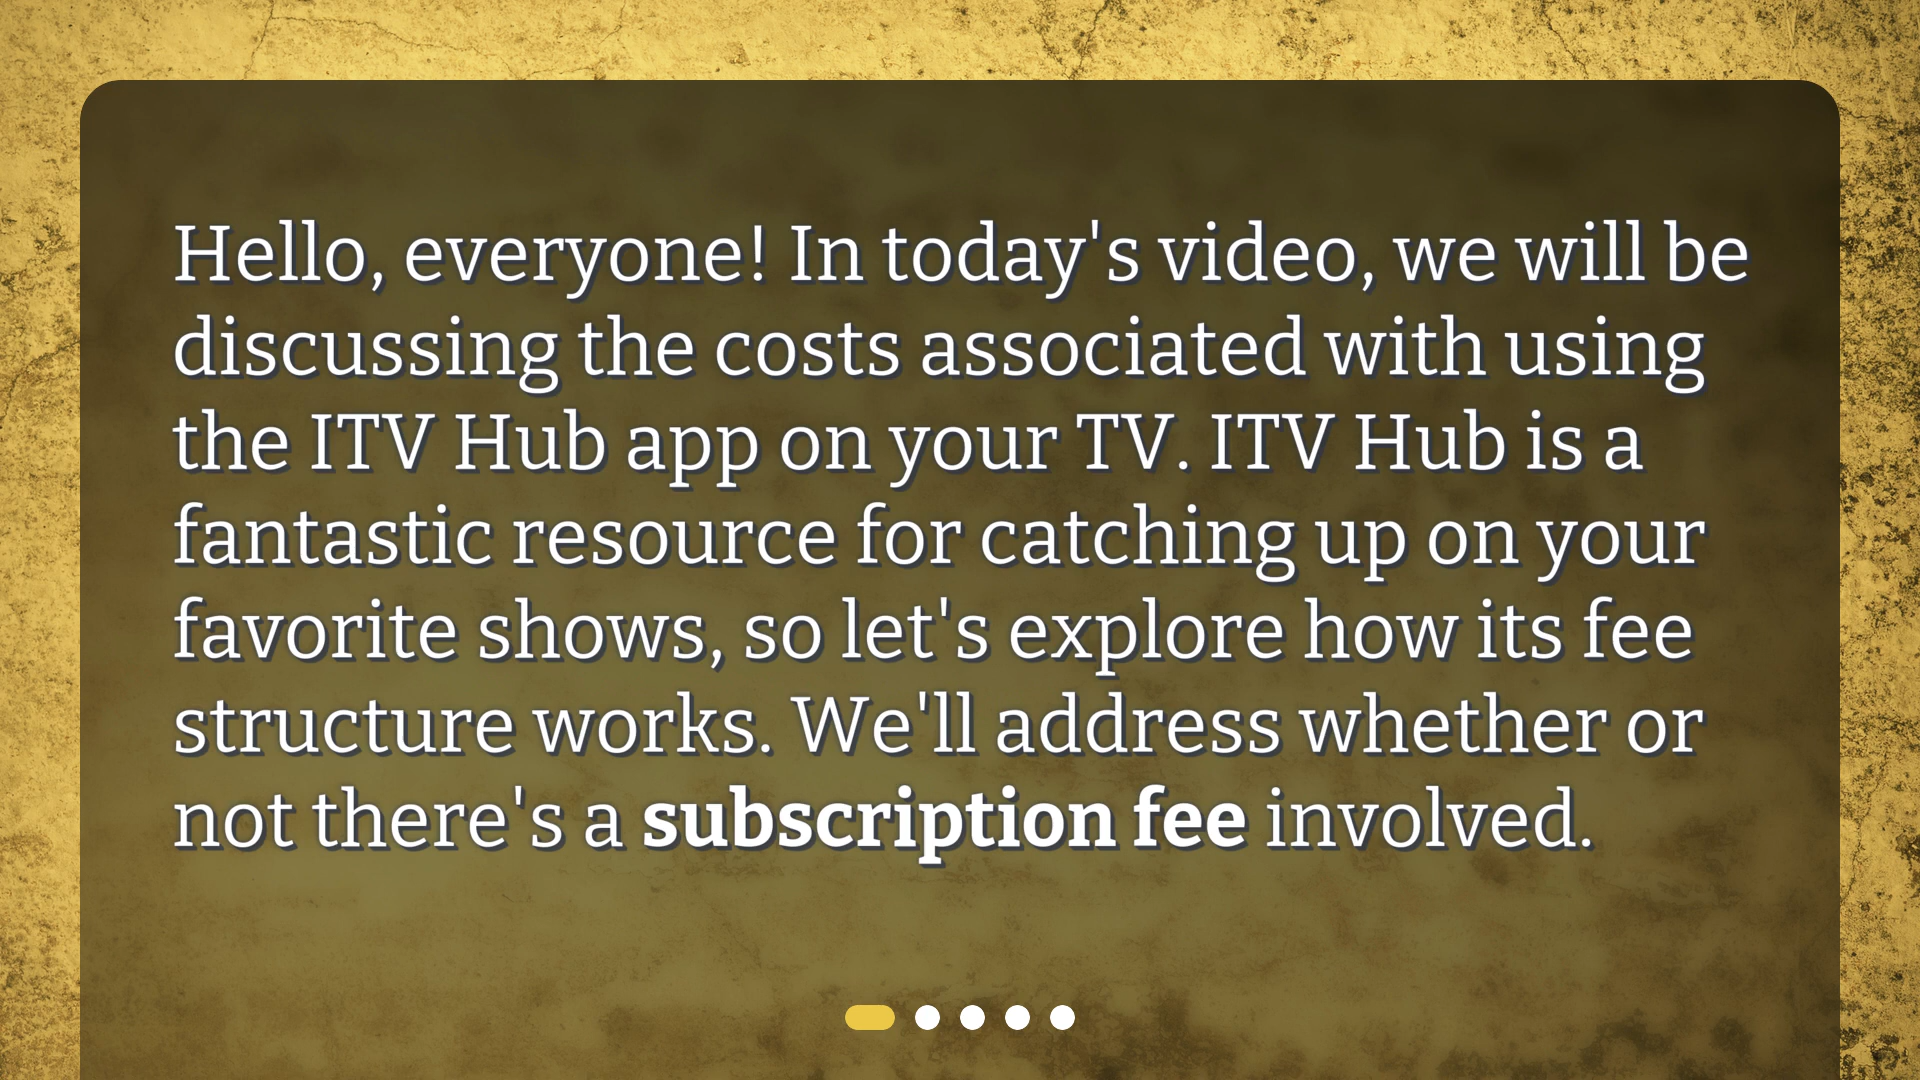 Hello, everyone! In today's video, we will be
discussing the costs associated with using
the ITV Hub app on your TV. ITV Hub is a
fantastic resource for catching up on your
favorite shows, so let's explore how its fee
structure works. We'll address whether or
not there's a subscription fee involved.